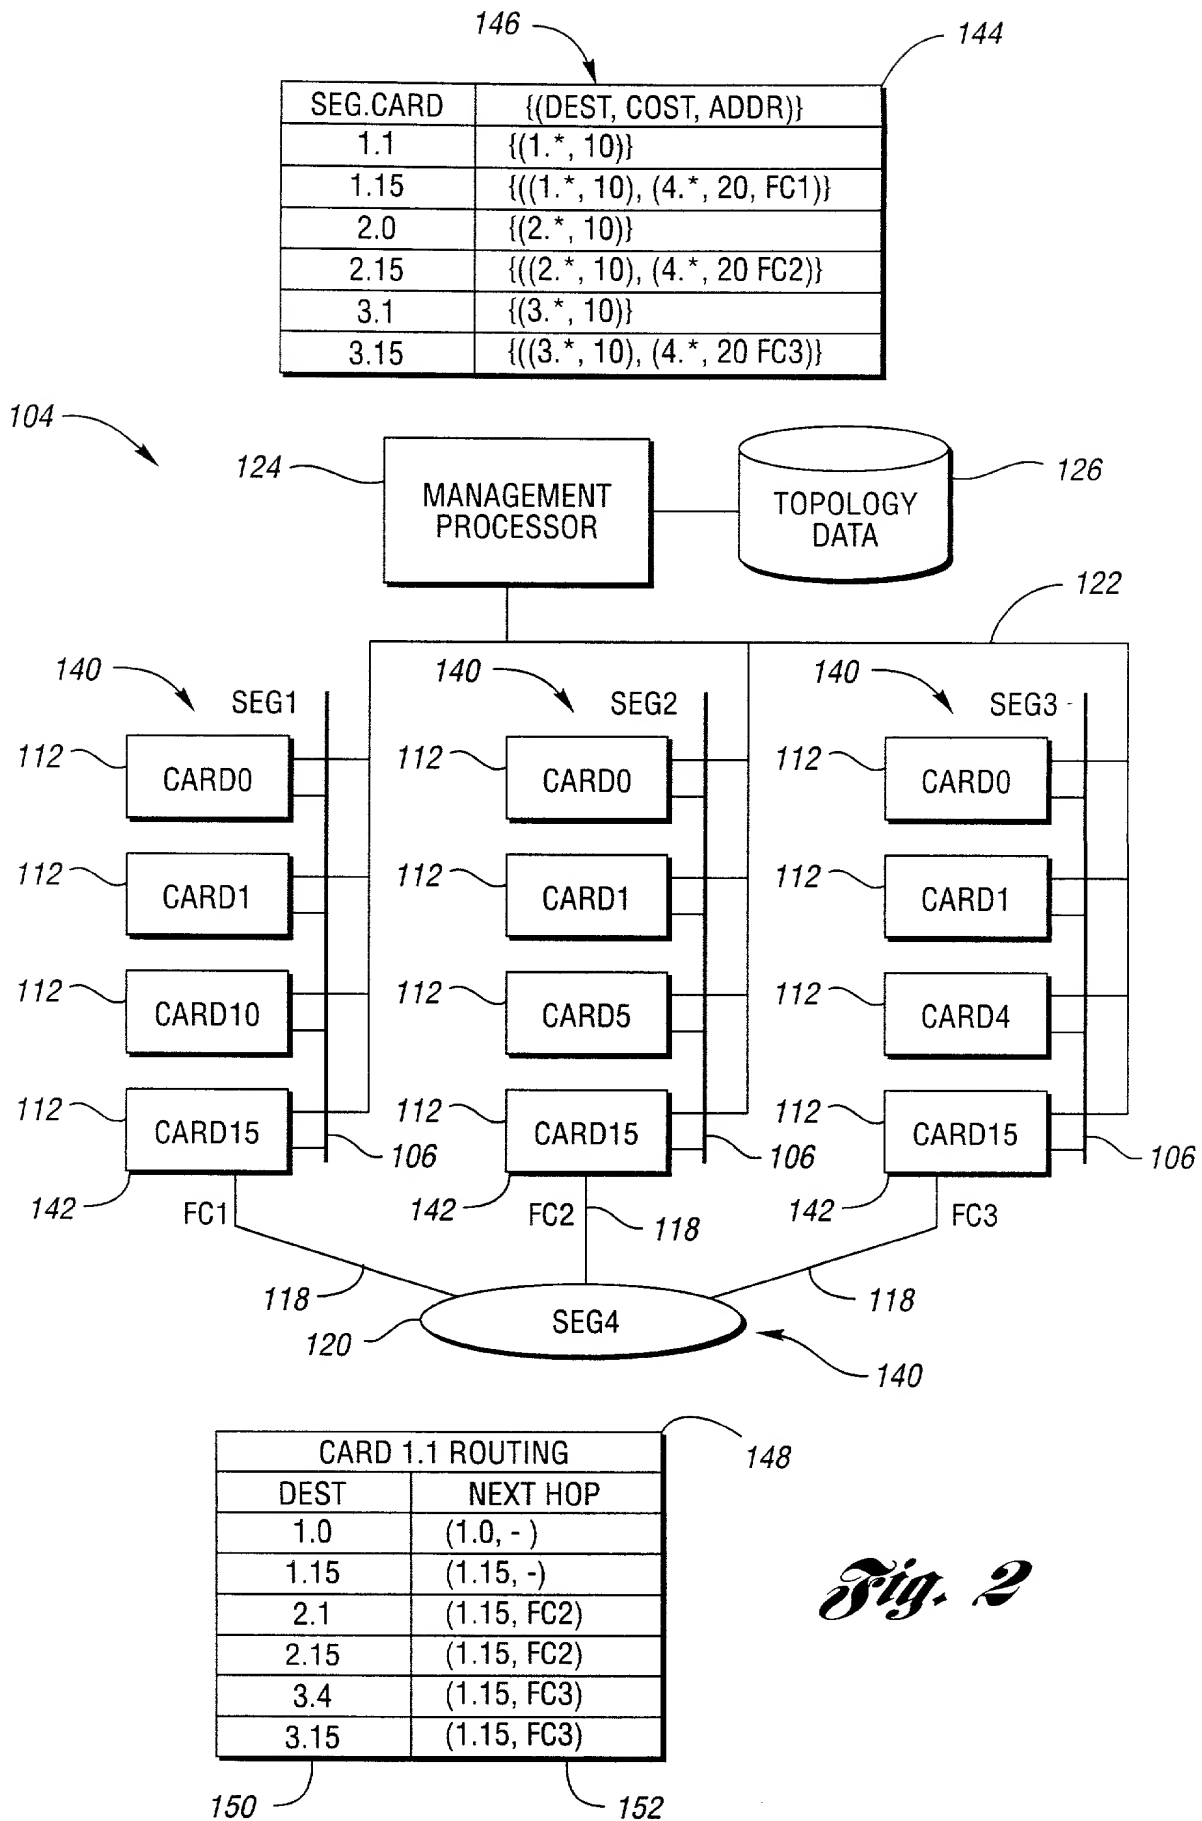 146
144
SEG.CARD {(DEST, COST, ADDR)}
1.1 {(1.*, 10)}
1.15 {((1.*, 10), (4.*, 20, FC1)}
2.0 {(2.*, 10)}
2.15 {((2.*, 10), (4.*, 20 FC2)}
3.1 {(3.*, 10)}
3.15 {((3.*, 10), (4.*, 20 FC3)}
104
124
MANAGEMENT
PROCESSOR
TOPOLOGY
DATA
126
122
140 SEG1 140 SEG2 140 SEG3
112 CARD0 112 CARD0 112 CARD0
112 CARD1 112 CARD1 112 CARD1
112 CARD10 112 CARD5 112 CARD4
112 CARD15 112 CARD15 112 CARD15
106 106 106
142 FC1 142 FC2 118 142 FC3
118 118
120 SEG4
140
148
CARD 1.1 ROUTING
DEST NEXT HOP
1.0 (1.0, - )
1.15 (1.15, -)
2.1 (1.15, FC2)
2.15 (1.15, FC2)
3.4 (1.15, FC3)
3.15 (1.15, FC3)
150 152
Fig. 2